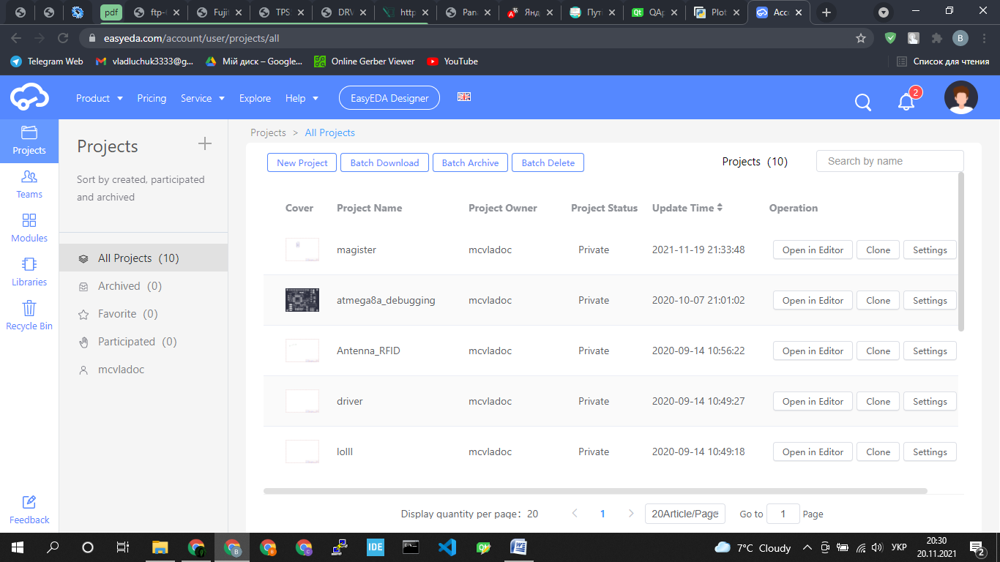 pdf
ftp-
Fujit
TPS
DRV
http
Pana
Янд
Путі
QAp
Plot
Acc
easyeda.com/account/user/projects/all
B
Telegram Web
vladluchuk3333@g...
Мій диск – Google...
Online Gerber Viewer
YouTube
Список для чтения
Product
Pricing
Service
Explore
Help
EasyEDA Designer
2
Projects
Teams
Modules
Libraries
Recycle Bin
Feedback
Projects
Sort by created, participated
and archived
All Projects (10)
Archived (0)
Favorite (0)
Participated (0)
mcvladoc
Projects > All Projects
New Project Batch Download Batch Archive Batch Delete Projects (10) Search by name
Cover Project Name Project Owner Project Status Update Time Operation
magister mcvladoc Private 2021-11-19 21:33:48 Open in Editor Clone Settings
atmega8a_debugging mcvladoc Private 2020-10-07 21:01:02 Open in Editor Clone Settings
Antenna_RFID mcvladoc Private 2020-09-14 10:56:22 Open in Editor Clone Settings
driver mcvladoc Private 2020-09-14 10:49:27 Open in Editor Clone Settings
lolll mcvladoc Private 2020-09-14 10:49:18 Open in Editor Clone Settings
Display quantity per page: 20 1 20Article/Page Go to 1 Page
IDE
7°C Cloudy
УКР
20:30
20.11.2021
2